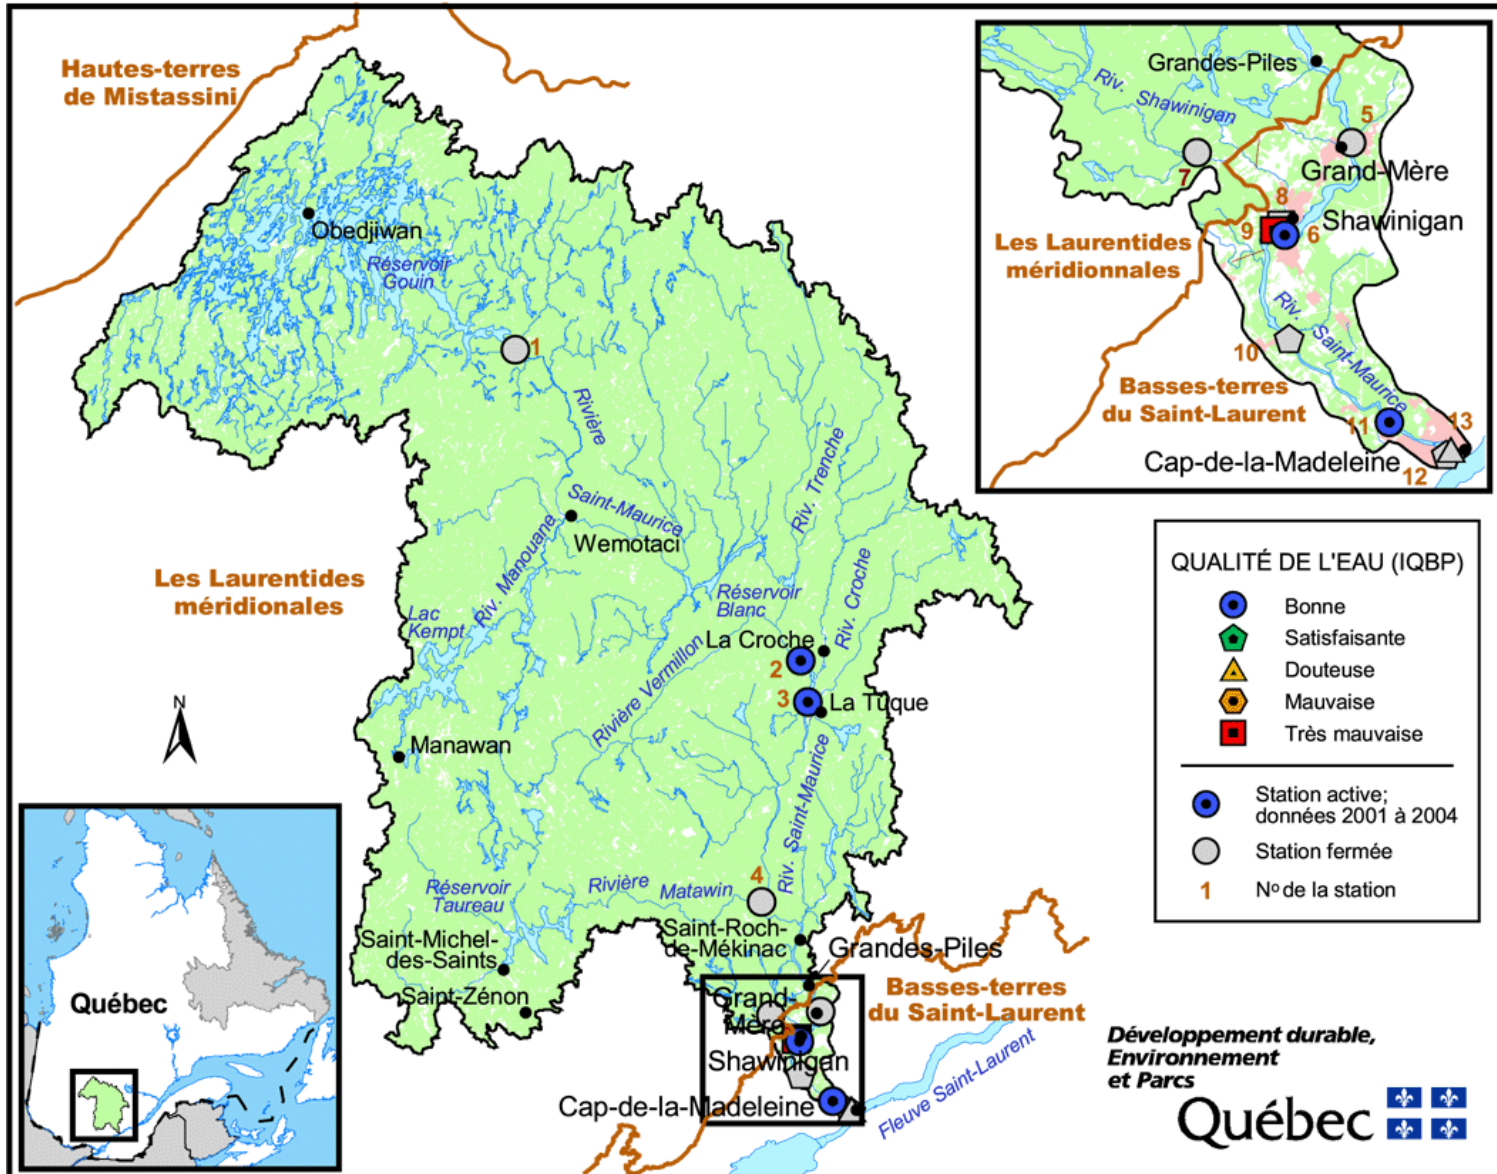 Hautes-terres
de Mistassini
Obedjiwan
Réservoir
Gouin
1
Rivière
Saint-Maurice
Wemotaci
Riv. Manouane
Riv. Trenche
Riv. Croche
Les Laurentides
méridionales
Lac
Kempt
Réservoir
Blanc
La Croche
2
3
La Tuque
Rivière Vermillon
Manawan
Riv. Saint-Maurice
4
Réservoir
Taureau
Rivière
Matawin
Saint-Michel-
des-Saints
Saint-Zénon
Saint-Roch-
de-Mékinac
Grandes-Piles
Grand-
Mère
Shawinigan
Cap-de-la-Madeleine
Basses-terres
du Saint-Laurent
Fleuve Saint-Laurent
N
Québec
Grandes-Piles
Riv. Shawinigan
5
Grand-Mère
7
8
Shawinigan
9
6
Les Laurentides
méridionnales
Riv. Saint-Maurice
10
Basses-terres
du Saint-Laurent
11
13
Cap-de-la-Madeleine
12
QUALITÉ DE L'EAU (IQBP)
Bonne
Satisfaisante
Douteuse
Mauvaise
Très mauvaise
Station active;
données 2001 à 2004
Station fermée
1 Nº de la station
Développement durable,
Environnement
et Parcs
Québec